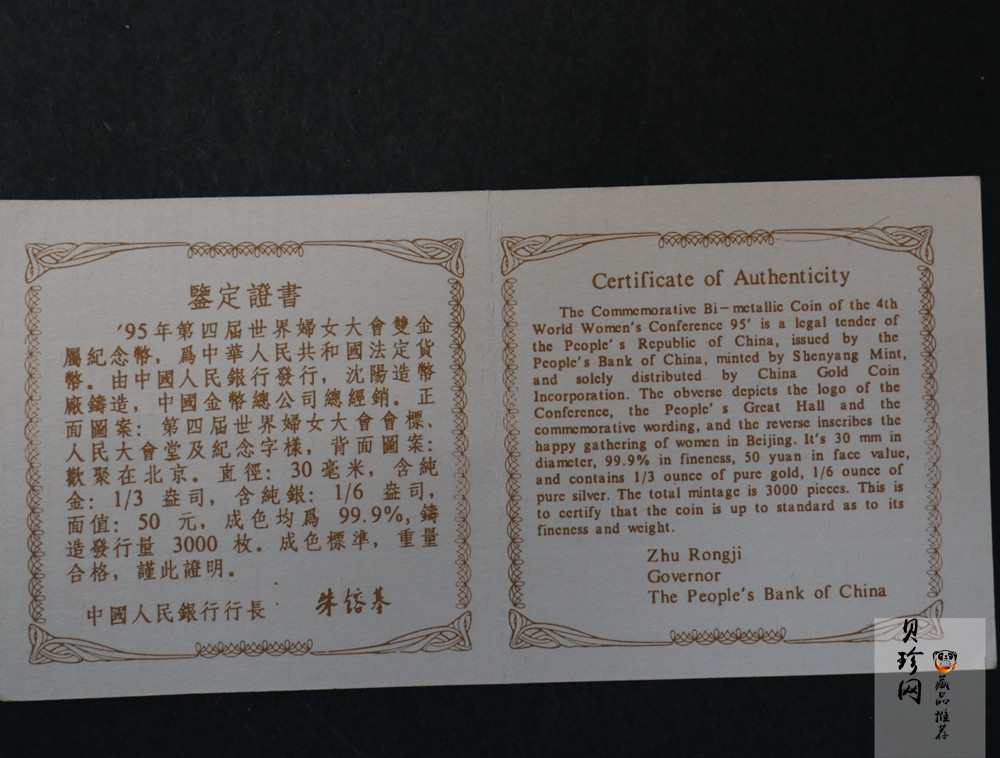 鑒定證書
'95年第四届世界婦女大會雙金
屬紀念幣，爲中華人民共和國法定貨
幣。由中國人民銀行發行，沈陽造幣
廠鑄造，中國金幣總公司總經銷。正
面圖案：第四屆世界婦女大會會標、
人民大會堂及紀念字樣，背面圖案：
歡聚在北京。直徑：30毫米，含純
金：1/3 盎司，含純銀：1/6 盎司，
面值：50 元，成色均爲 99.9%，鑄
造發行量 3000 枚。成色標準，重量
合格，謹此證明。
中國人民銀行行長 朱鎔基
Certificate of Authenticity
The Commemorative Bi-metallic Coin of the 4th
World Women's Conference 95' is a legal tender of
the People's Republic of China, issued by the
People's Bank of China, minted by Shenyang Mint,
and solely distributed by China Gold Coin
Incorporation. The obverse depicts the logo of the
Conference, the People's Great Hall and the
commemorative wording, and the reverse inscribes the
happy gathering of women in Beijing. It's 30 mm in
diameter, 99.9% in fineness, 50 yuan in face value,
and contains 1/3 ounce of pure gold, 1/6 ounce of
pure silver. The total mintage is 3000 pieces. This is
to certify that the coin is up to standard as to its
fineness and weight.
Zhu Rongji
Governor
The People's Bank of China
贝珍网
藏品推荐